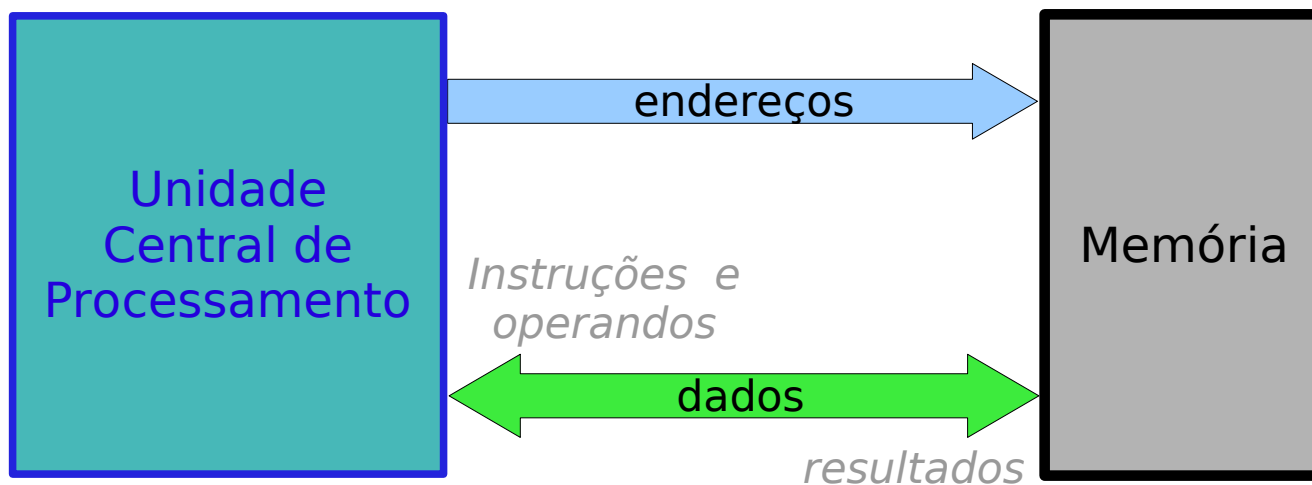 Unidade
Central de
Processamento
endereços
Instruções e
operandos
dados
resultados
Memória